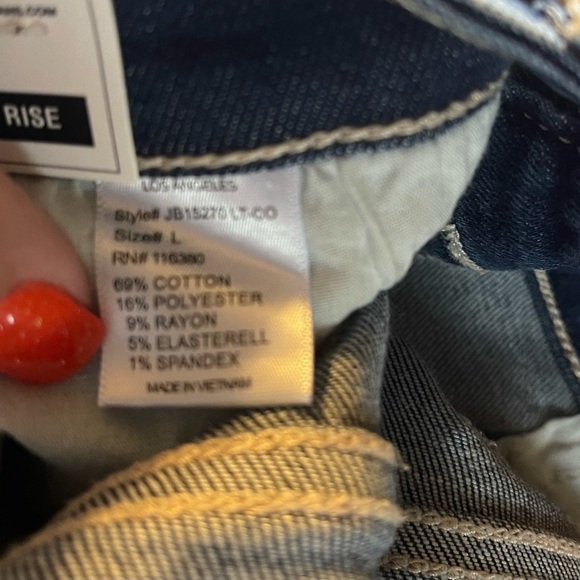 RISE
LOS ANGELES
Style# JB15270 LT-CO
Size# L
RN# 116380
69% COTTON
16% POLYESTER
9% RAYON
5% ELASTERELL
1% SPANDEX
MADE IN VIETNAM